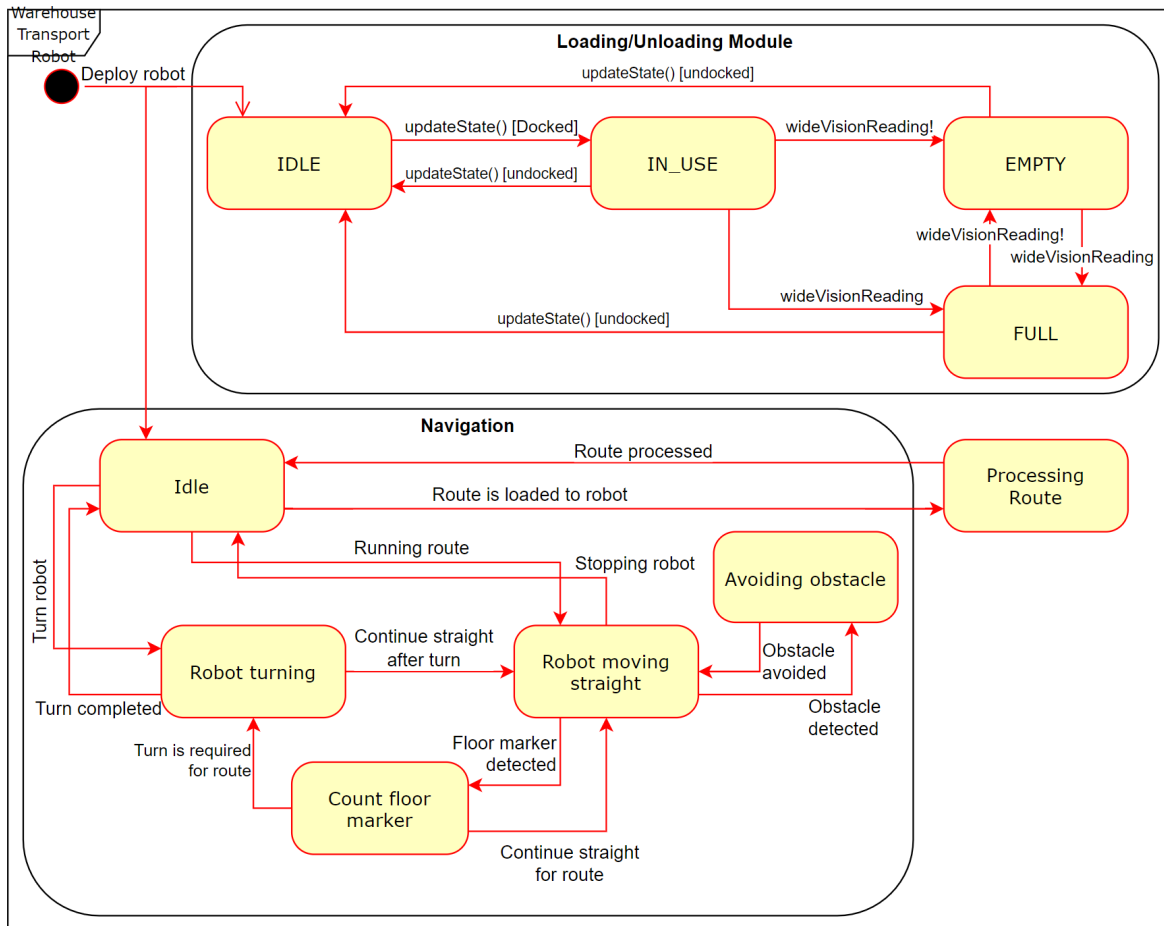 Warehouse
Transport
Robot
Deploy robot
Loading/Unloading Module
updateState() [undocked]
IDLE
updateState() [Docked]
updateState() [undocked]
IN_USE
wideVisionReading!
EMPTY
wideVisionReading!
wideVisionReading
wideVisionReading
updateState() [undocked]
FULL
Navigation
Idle
Route processed
Route is loaded to robot
Processing
Route
Running route
Stopping robot
Avoiding obstacle
Turn robot
Robot turning
Continue straight
after turn
Robot moving
straight
Obstacle
avoided
Obstacle
detected
Turn completed
Turn is required
for route
Floor marker
detected
Count floor
marker
Continue straight
for route